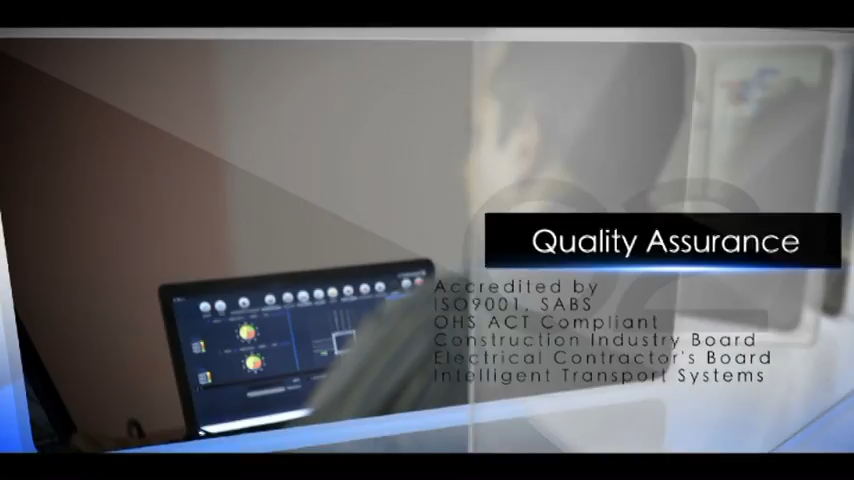 Quality Assurance
Accredited by
ISO9001, SABS
OHS ACT Compliant
Construction Industry Board
Electrical Contractor's Board
Intelligent Transport Systems